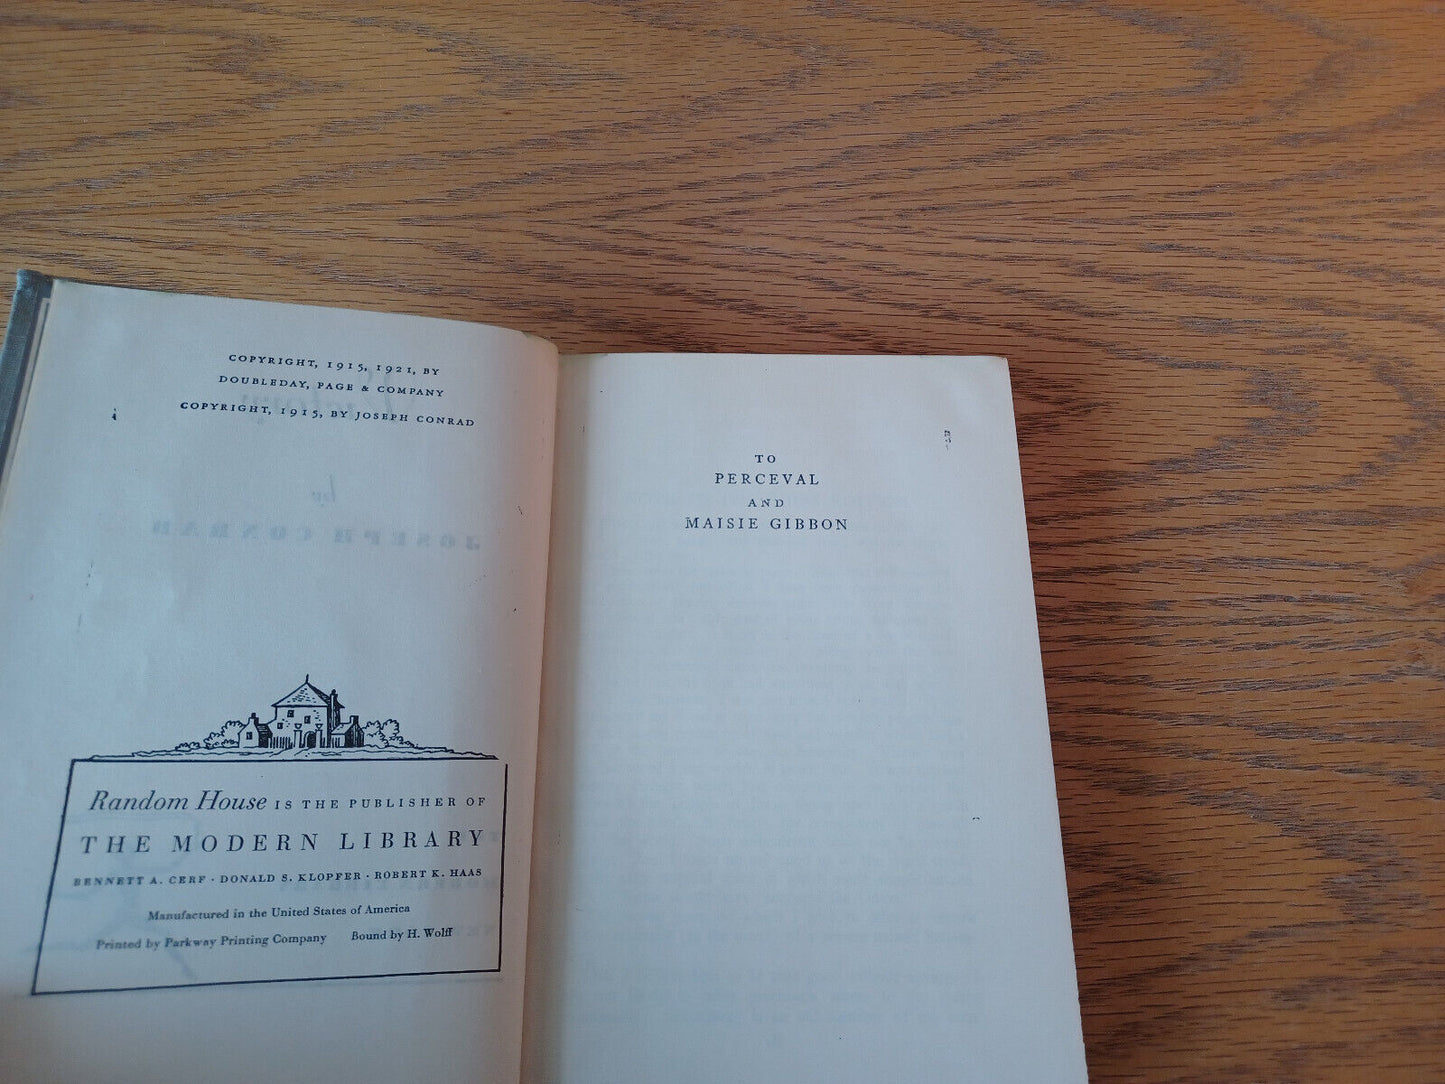 COPYRIGHT, 1915, 1921, BY
DOUBLEDAY, PAGE & COMPANY
COPYRIGHT, 1915, BY JOSEPH CONRAD
Random House IS THE PUBLISHER OF
THE MODERN LIBRARY
BENNETT A. CERF · DONALD S. KLOPFER · ROBERT K. HAAS
Manufactured in the United States of America
Printed by Parkway Printing Company Bound by H. Wolff
TO
PERCEVAL
AND
MAISIE GIBBON